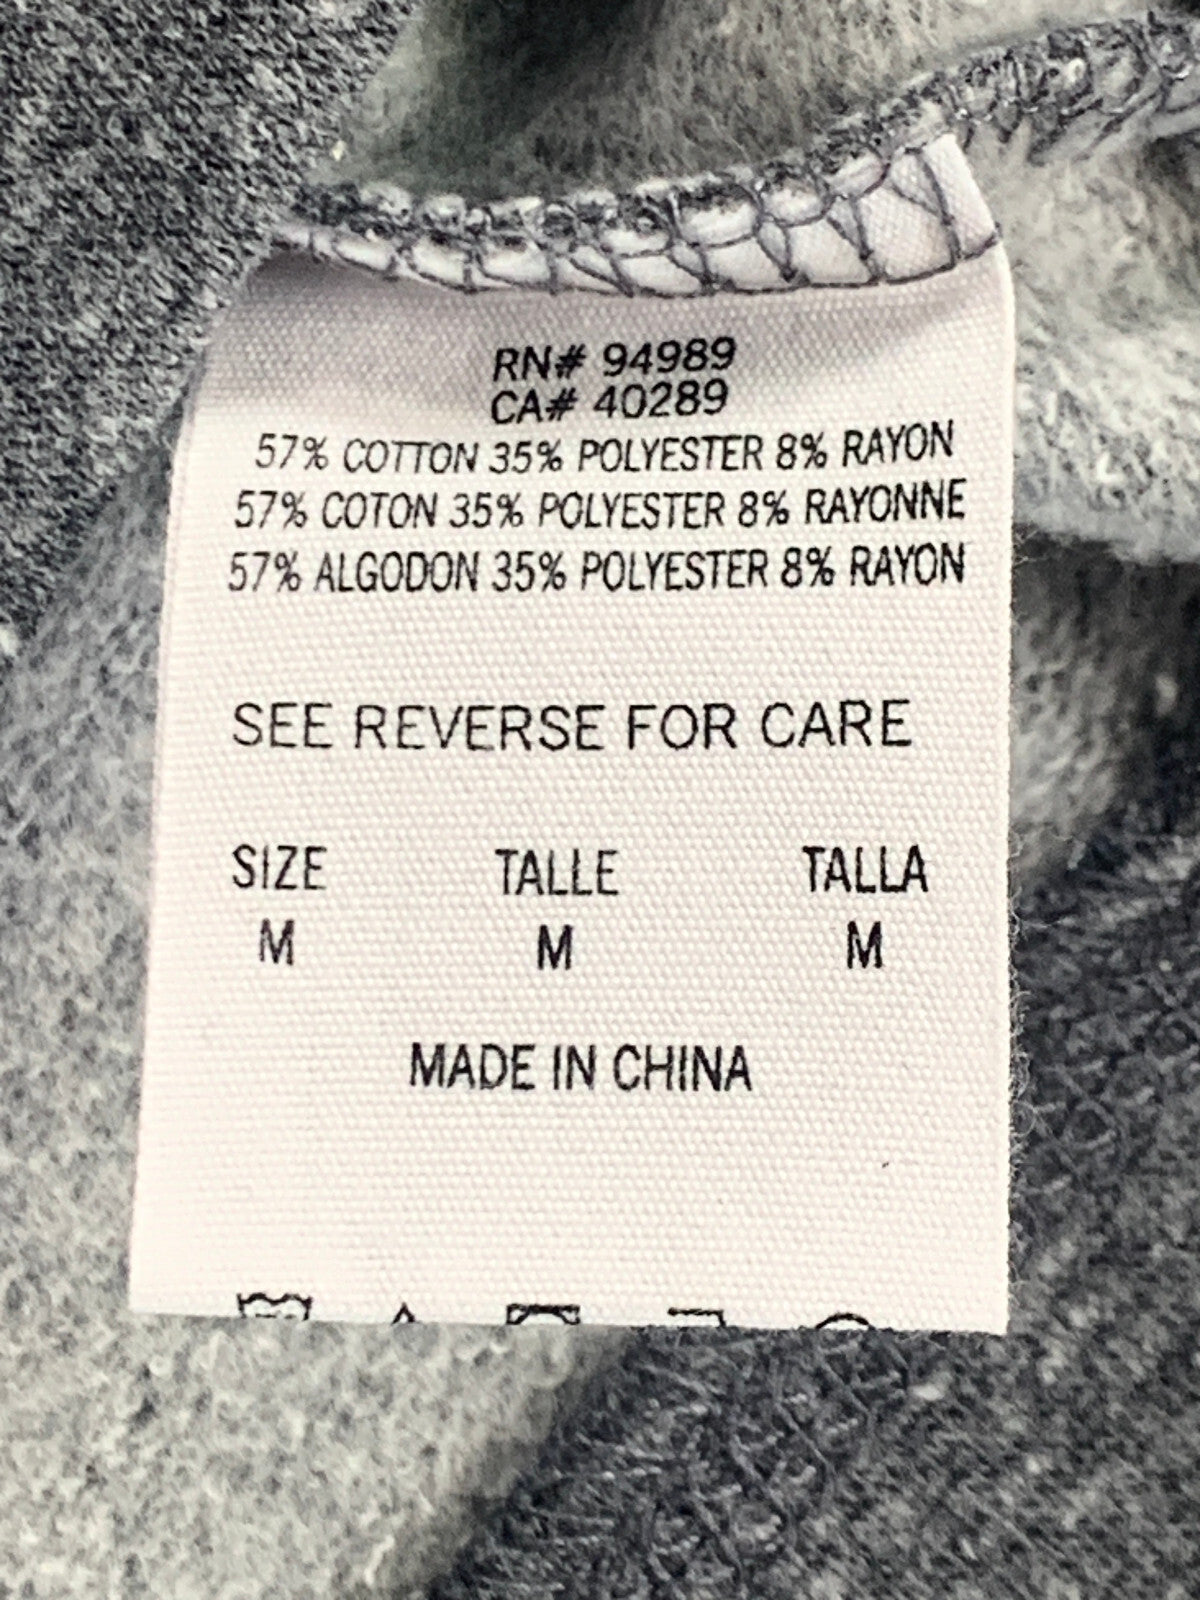 RN# 94989
CA# 40289
57% COTTON 35% POLYESTER 8% RAYON
57% COTON 35% POLYESTER 8% RAYONNE
57% ALGODON 35% POLYESTER 8% RAYON
SEE REVERSE FOR CARE
SIZE TALLE TALLA
M M M
MADE IN CHINA